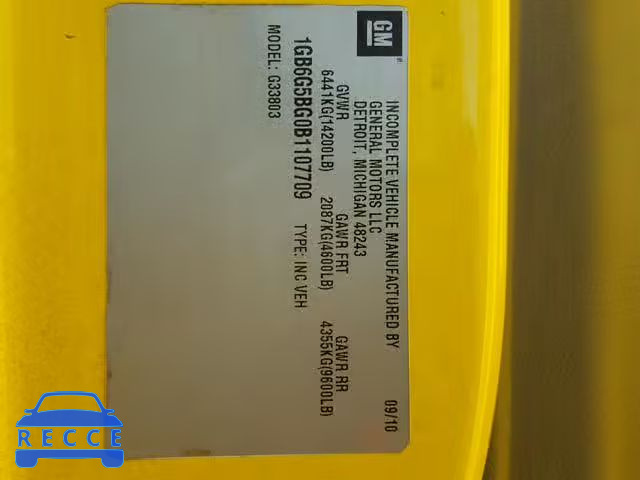 GM
INCOMPLETE VEHICLE MANUFACTURED BY
GENERAL MOTORS LLC
DETROIT, MICHIGAN 48243
09/10
GVWR GAWR FRT GAWR RR
6441KG(14200LB) 2087KG(4600LB) 4355KG(9600LB)
1GB6G5BG0B1107709 TYPE: INC VEH
MODEL: G33803
RECCE